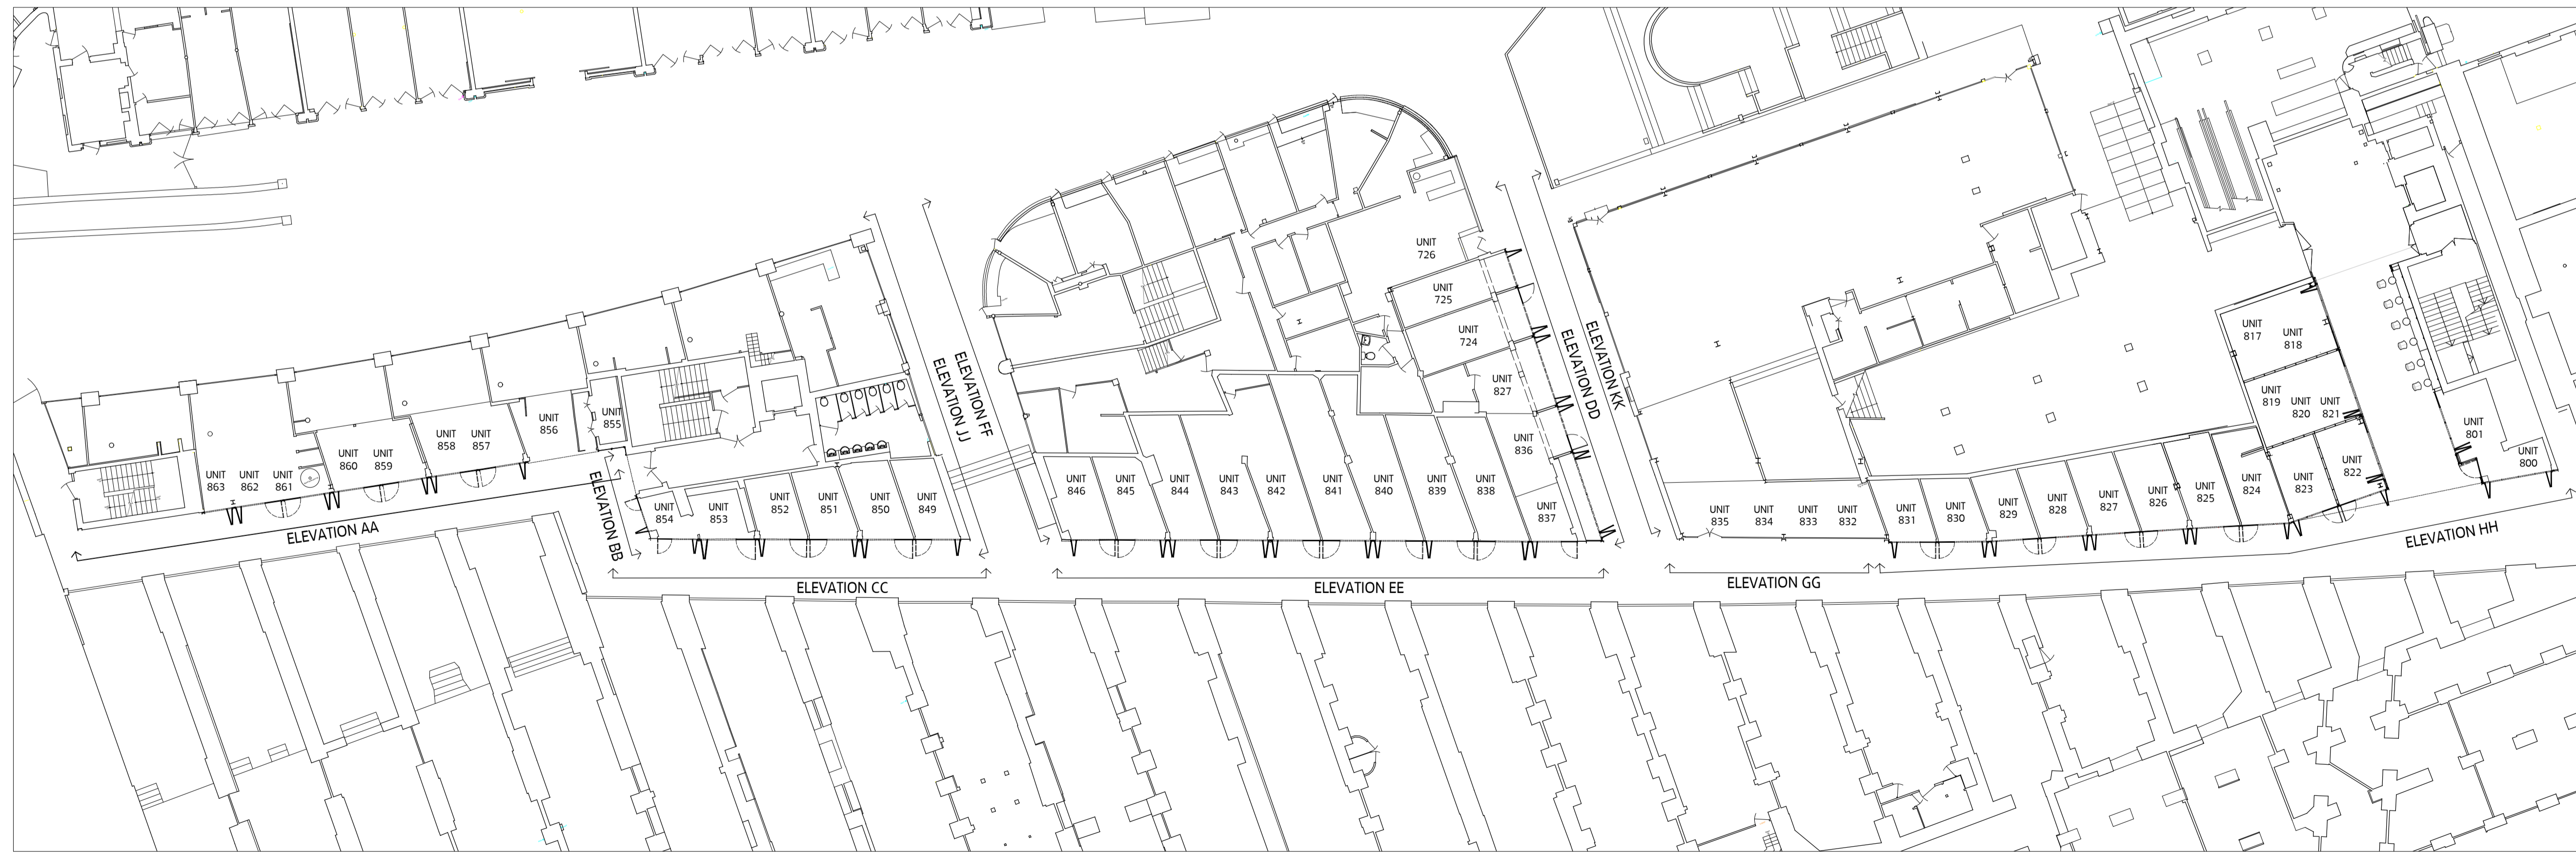 UNIT
863
UNIT
862
UNIT
861
UNIT
860
UNIT
859
UNIT
858
UNIT
857
UNIT
856
UNIT
855
ELEVATION AA
ELEVATION BB
UNIT
854
UNIT
853
UNIT
852
UNIT
851
UNIT
850
UNIT
849
ELEVATION CC
ELEVATION JJ
ELEVATION FF
UNIT
846
UNIT
845
UNIT
844
UNIT
843
UNIT
842
UNIT
841
UNIT
840
UNIT
839
UNIT
838
UNIT
837
UNIT
836
UNIT
827
UNIT
724
UNIT
725
UNIT
726
ELEVATION EE
ELEVATION DD
ELEVATION KK
UNIT
835
UNIT
834
UNIT
833
UNIT
832
ELEVATION GG
UNIT
831
UNIT
830
UNIT
829
UNIT
828
UNIT
827
UNIT
826
UNIT
825
UNIT
824
UNIT
823
UNIT
822
UNIT
819
UNIT
820
UNIT
821
UNIT
817
UNIT
818
UNIT
801
UNIT
800
ELEVATION HH